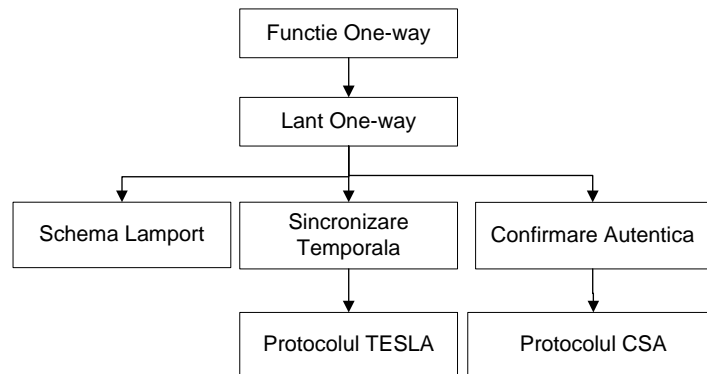 Functie One-way
Lant One-way
Schema Lamport
Sincronizare
Temporala
Confirmare Autentica
Protocolul TESLA
Protocolul CSA